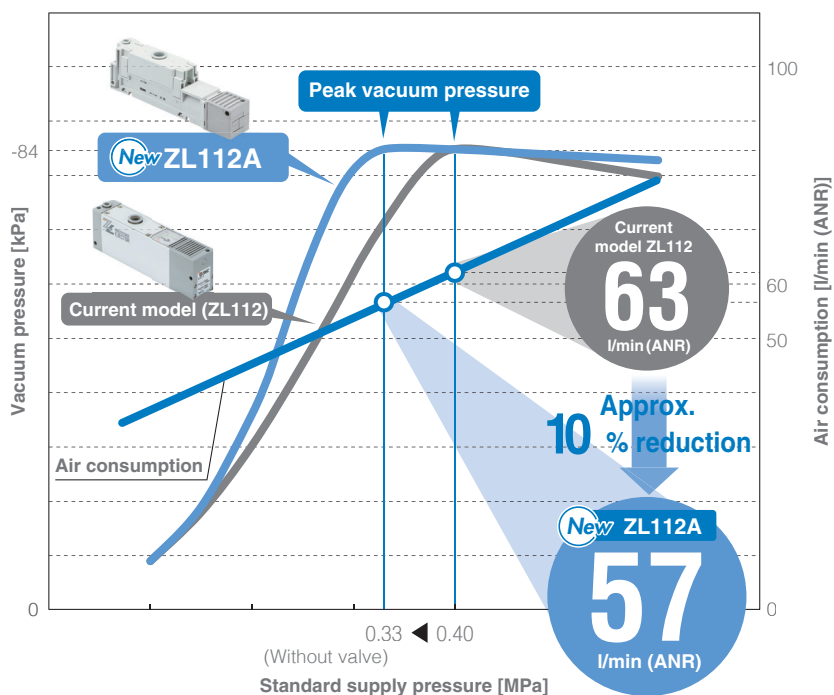 100
Peak vacuum pressure
-84
New ZL112A
Vacuum pressure [kPa]
Air consumption [l/min (ANR)]
Current
model ZL112
63
l/min (ANR)
60
Current model (ZL112)
50
Approx.
10 % reduction
Air consumption
New ZL112A
57
l/min (ANR)
0
0
0.33 ◀ 0.40
(Without valve)
Standard supply pressure [MPa]